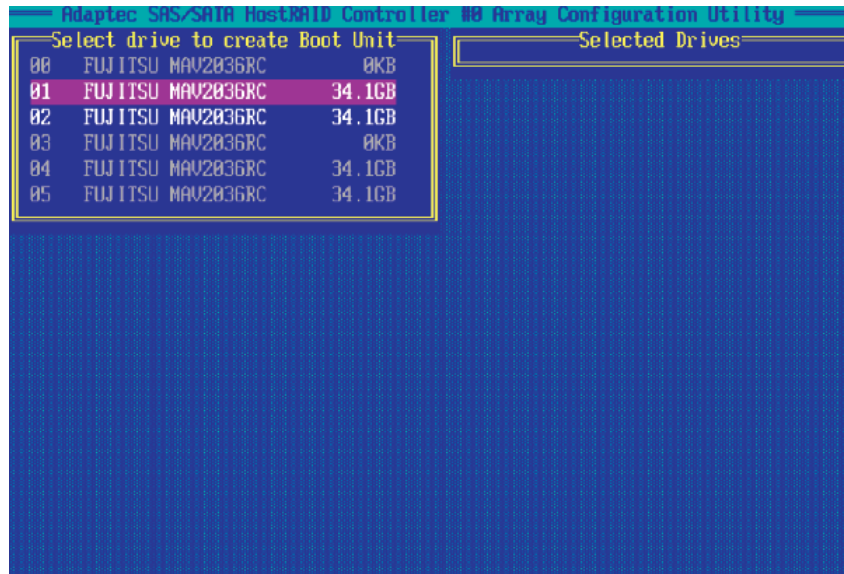 Adaptec SAS/SATA HostRAID Controller #0 Array Configuration Utility
Select drive to create Boot Unit
Selected Drives
00 FUJITSU MAV2036RC 0KB
01 FUJITSU MAV2036RC 34.1GB
02 FUJITSU MAV2036RC 34.1GB
03 FUJITSU MAV2036RC 0KB
04 FUJITSU MAV2036RC 34.1GB
05 FUJITSU MAV2036RC 34.1GB